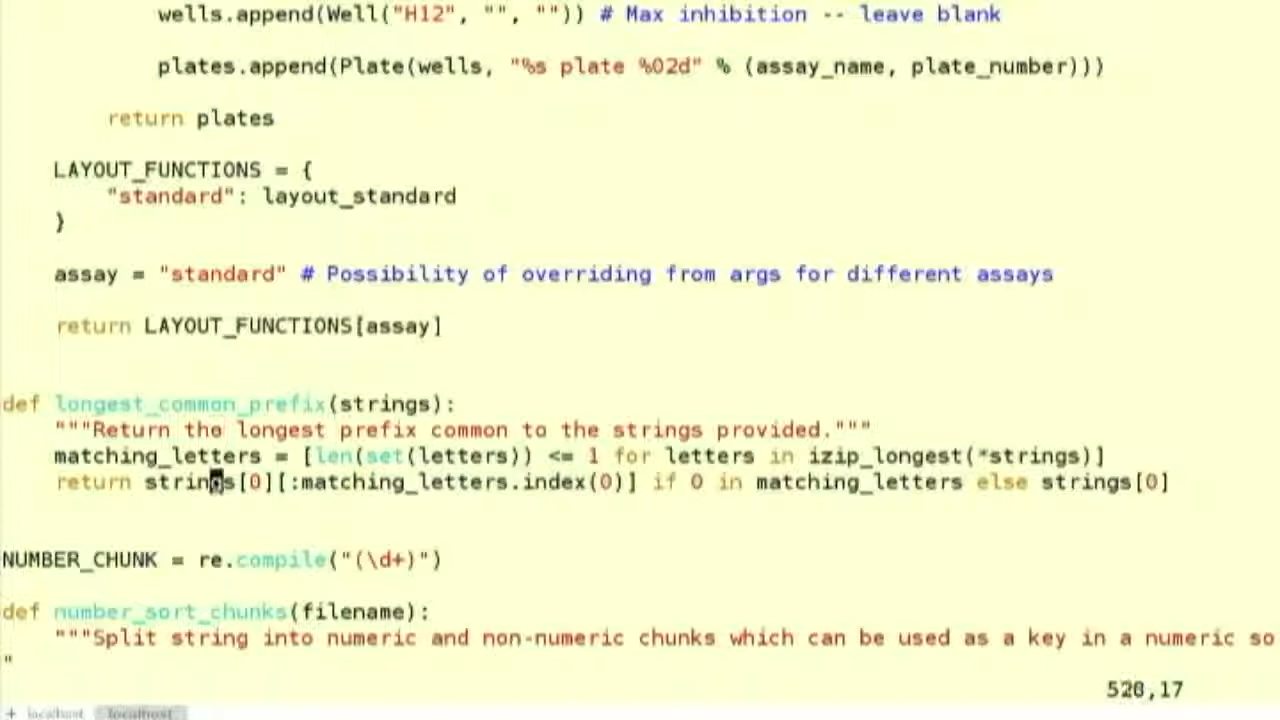 wells.append(Well("H12", "", "")) # Max inhibition -- leave blank
plates.append(Plate(wells, "%s plate %02d" % (assay_name, plate_number)))
return plates
LAYOUT_FUNCTIONS = {
"standard": layout_standard
}
assay = "standard" # Possibility of overriding from args for different assays
return LAYOUT_FUNCTIONS[assay]
def longest_common_prefix(strings):
"""Return the longest prefix common to the strings provided."""
matching_letters = [len(set(letters)) <= 1 for letters in izip_longest(*strings)]
return strings[0][:matching_letters.index(0)] if 0 in matching_letters else strings[0]
NUMBER_CHUNK = re.compile("(\d+)")
def number_sort_chunks(filename):
"""Split string into numeric and non-numeric chunks which can be used as a key in a numeric so
"
520,17
+ localhost localhost